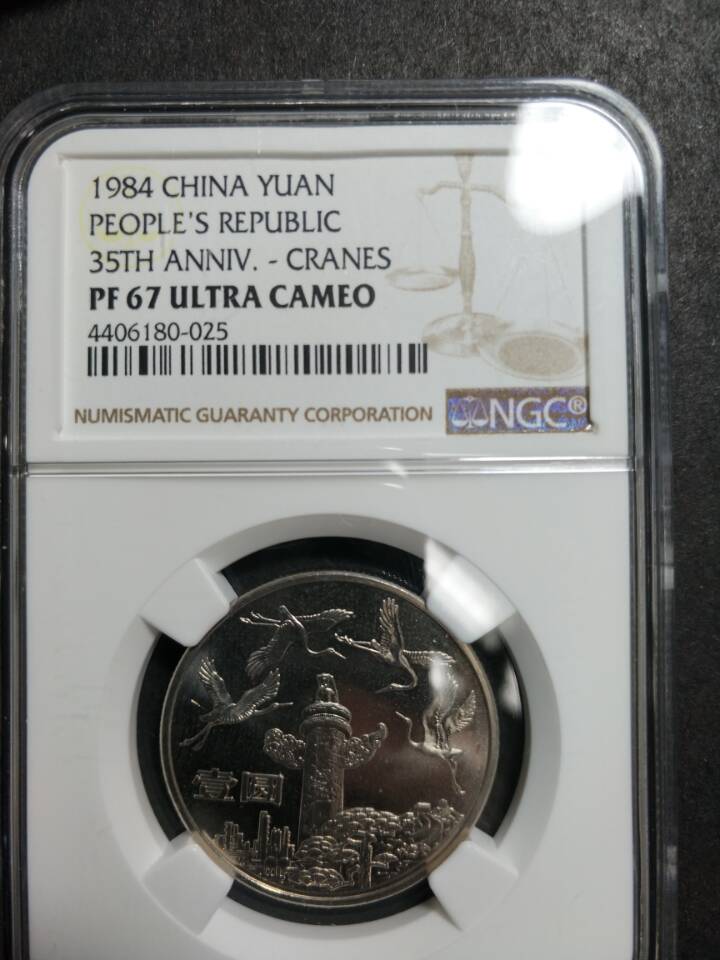 1984 CHINA YUAN
PEOPLE'S REPUBLIC
35TH ANNIV. - CRANES
PF 67 ULTRA CAMEO
4406180-025
NUMISMATIC GUARANTY CORPORATION NGC®
壹圆